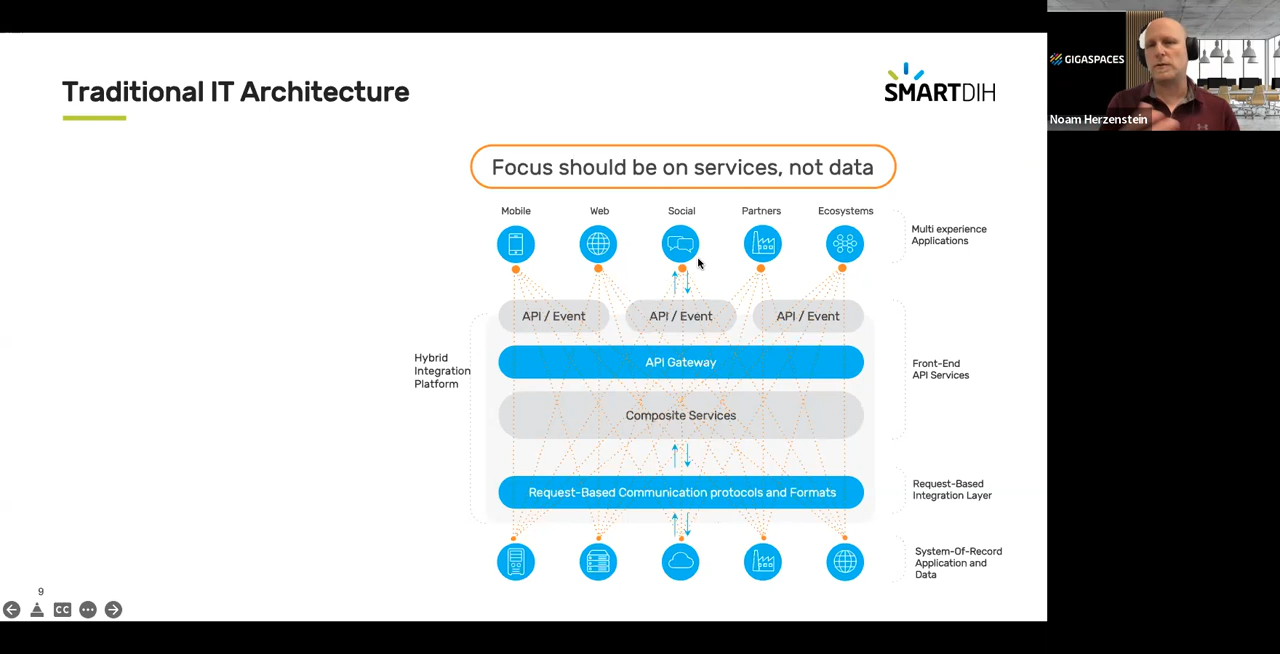 Traditional IT Architecture
SMARTDIH
GIGASPACES
Noam Herzenstein
Focus should be on services, not data
Mobile
Web
Social
Partners
Ecosystems
Multi experience
Applications
API / Event
API / Event
API / Event
Hybrid
Integration
Platform
API Gateway
Front-End
API Services
Composite Services
Request-Based Communication protocols and Formats
Request-Based
Integration Layer
System-Of-Record
Application and
Data
9
CC